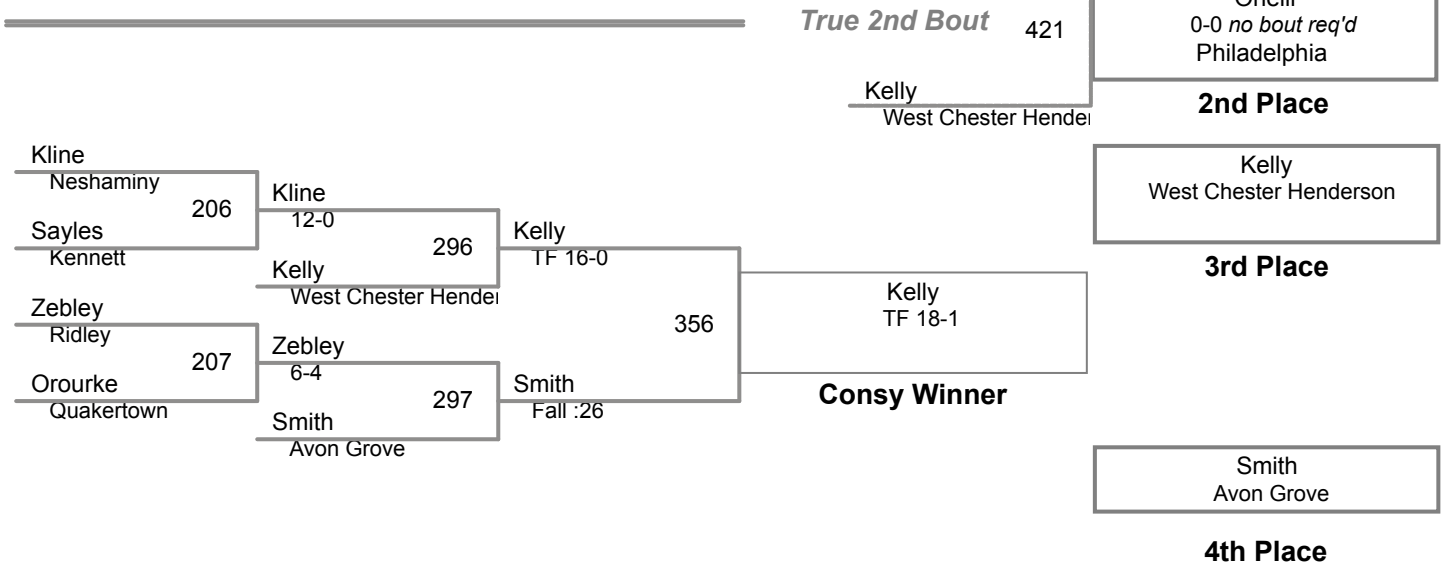 True 2nd Bout
421
0-0 no bout req'd
Philadelphia
2nd Place
Kelly
West Chester Hender
Kline
Neshaminy
206
Sayles
Kennett
Kline
12-0
296
Kelly
West Chester Hender
Kelly
TF 16-0
Zebley
Ridley
207
Orourke
Quakertown
Zebley
6-4
297
Smith
Avon Grove
Smith
Fall :26
356
Kelly
TF 18-1
Consy Winner
Kelly
West Chester Henderson
3rd Place
Smith
Avon Grove
4th Place